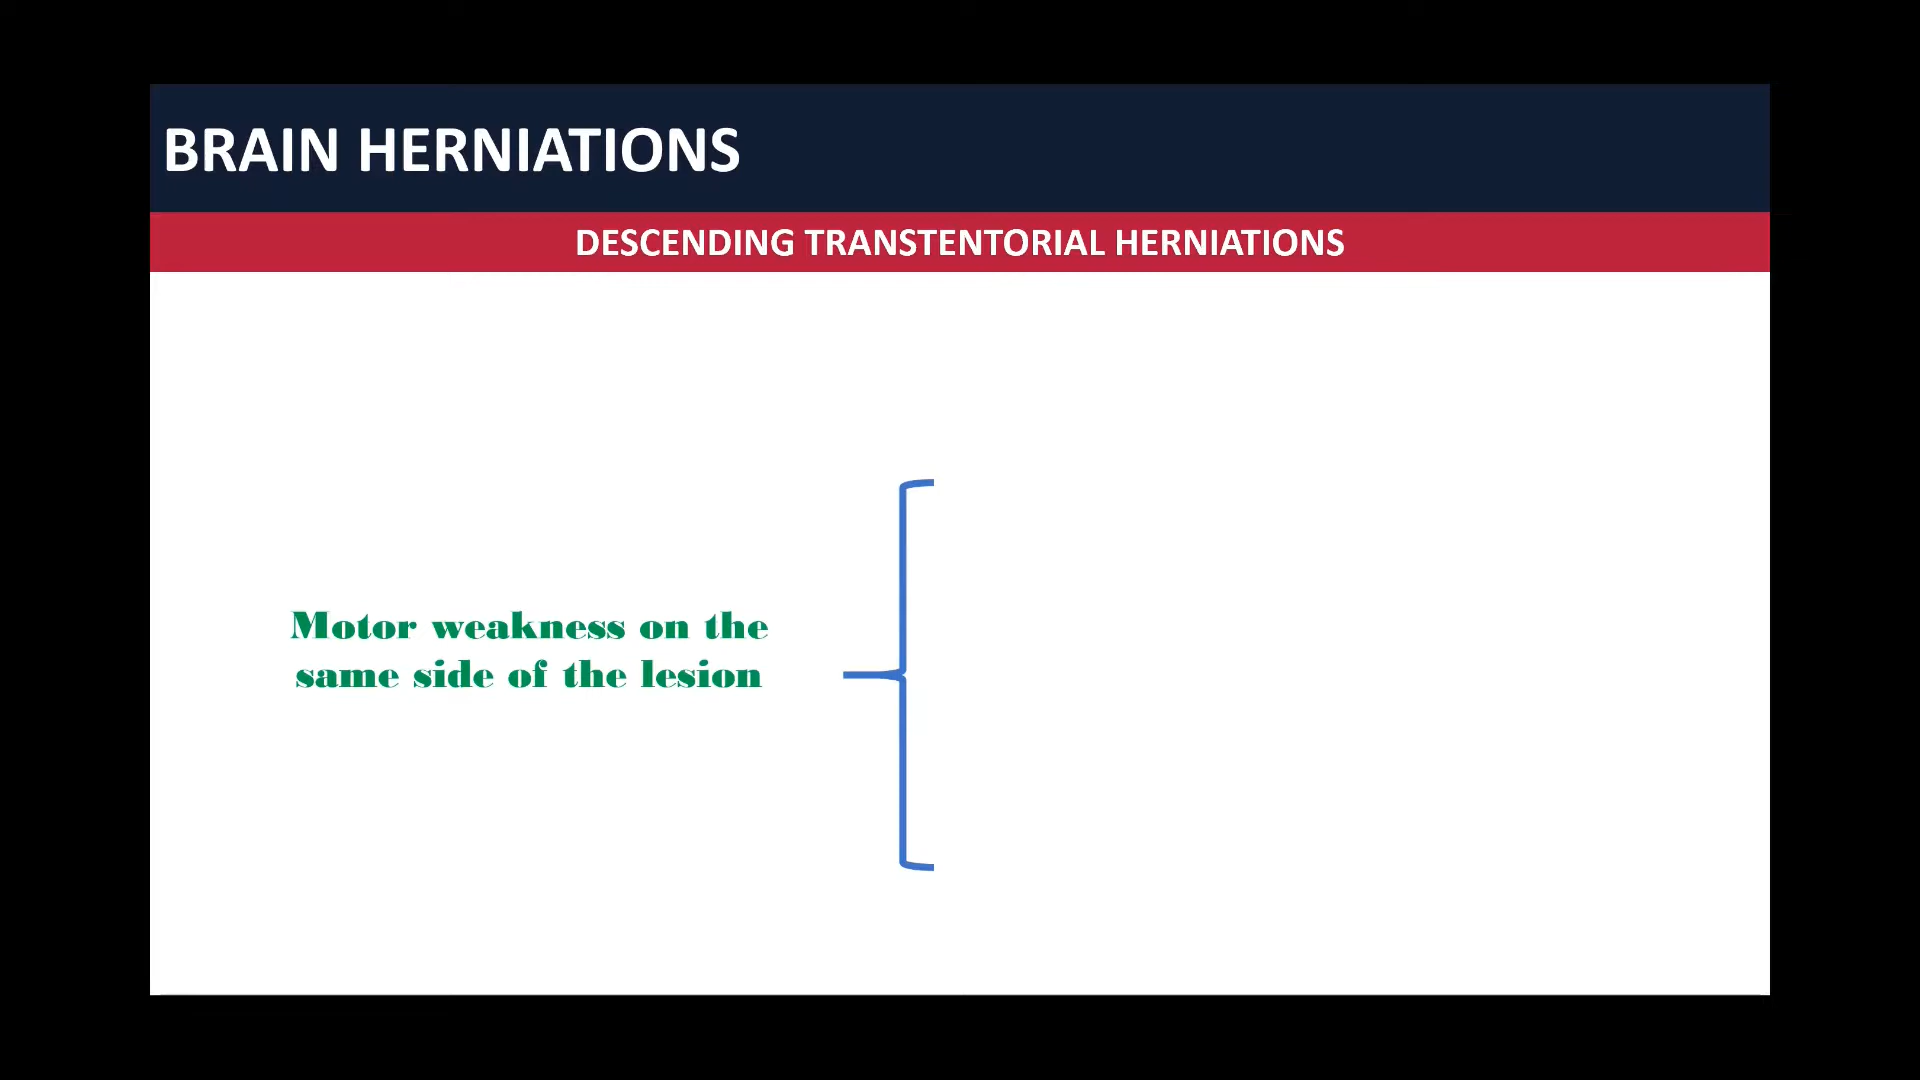 BRAIN HERNIATIONS
DESCENDING TRANSTENTORIAL HERNIATIONS
Motor weakness on the
same side of the lesion